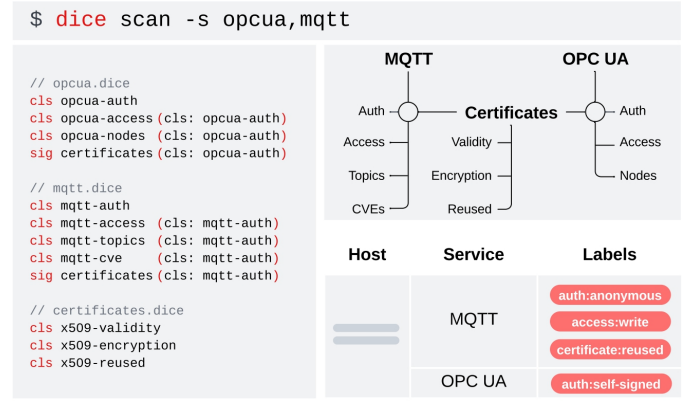 $ dice scan -s opcua,mqtt
// opcua.dice
cls opcua-auth
cls opcua-access (cls: opcua-auth)
cls opcua-nodes (cls: opcua-auth)
sig certificates (cls: opcua-auth)
// mqtt.dice
cls mqtt-auth
cls mqtt-access (cls: mqtt-auth)
cls mqtt-topics (cls: mqtt-auth)
cls mqtt-cve (cls: mqtt-auth)
sig certificates (cls: mqtt-auth)
// certificates.dice
cls x509-validity
cls x509-encryption
cls x509-reused
MQTT OPC UA
Auth Certificates Auth
Access Validity Access
Topics Encryption Nodes
CVEs Reused
Host Service Labels
MQTT
auth:anonymous
access:write
certificate:reused
OPC UA auth:self-signed